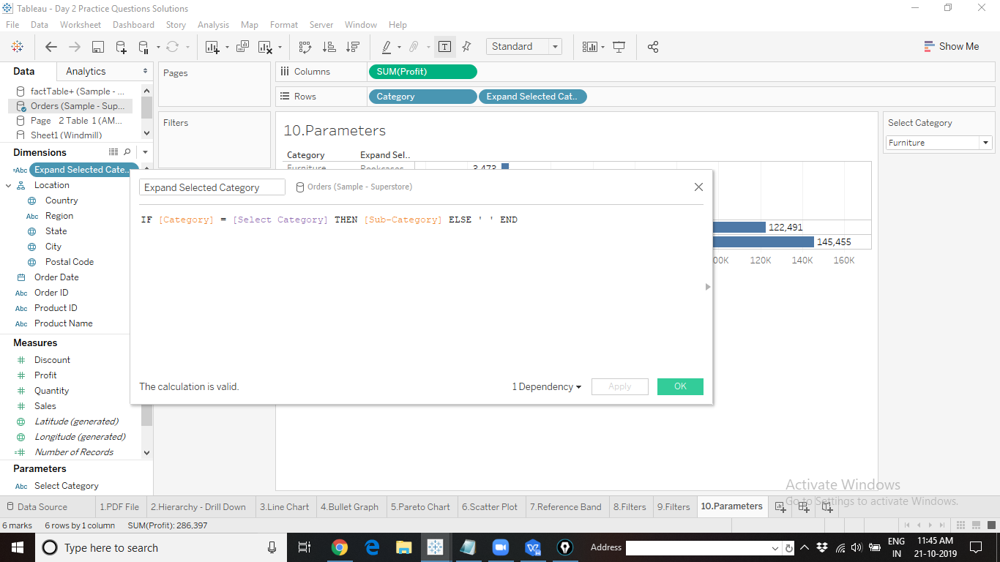 Tableau - Day 2 Practice Questions Solutions
File Data Worksheet Dashboard Story Analysis Map Format Server Window Help
Standard
Show Me
Data Analytics
factTable+ (Sample - ...
Orders (Sample - Sup...
Page 2 Table 1 (AM...
Sheet1 (Windmill)
Dimensions
=Abc Expand Selected Cate..
Location
Country
Abc Region
State
City
Postal Code
Order Date
Abc Order ID
Abc Product ID
Abc Product Name
Measures
Discount
Profit
Quantity
Sales
Latitude (generated)
Longitude (generated)
=# Number of Records
Parameters
Abc Select Category
Pages
Filters
Columns SUM(Profit)
Rows Category Expand Selected Cat..
10.Parameters
Category Expand Sel..
Furniture Bookcases 3,473
122,491
145,455
00K 120K 140K 160K
Select Category
Furniture
Expand Selected Category Orders (Sample - Superstore)
IF [Category] = [Select Category] THEN [Sub-Category] ELSE ' ' END
The calculation is valid. 1 Dependency Apply OK
Activate Windows
Go to Settings to activate Windows.
Data Source 1.PDF File 2.Hierarchy - Drill Down 3.Line Chart 4.Bullet Graph 5.Pareto Chart 6.Scatter Plot 7.Reference Band 8.Filters 9.Filters 10.Parameters
6 marks 6 rows by 1 column SUM(Profit): 286,397
Type here to search
Address
ENG
IN
11:45 AM
21-10-2019